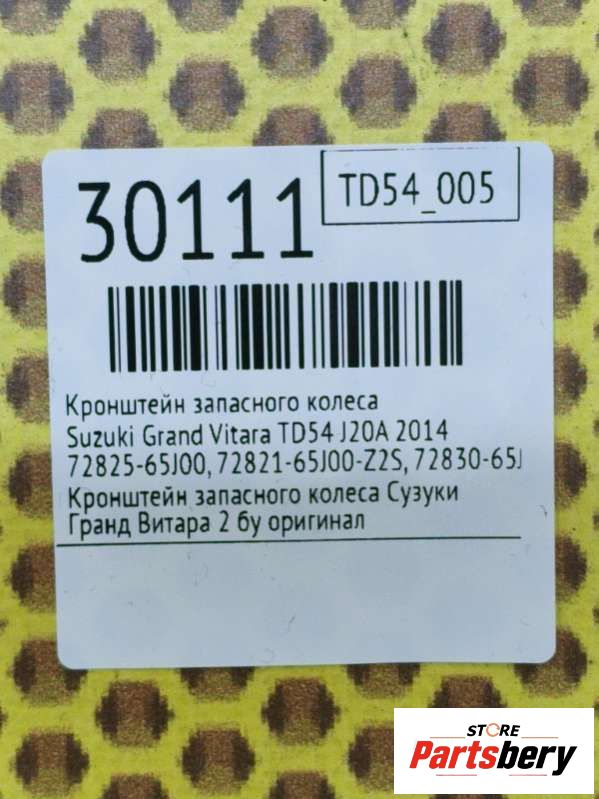 30111
TD54_005
Кронштейн запасного колеса
Suzuki Grand Vitara TD54 J20A 2014
72825-65J00, 72821-65J00-Z2S, 72830-65J
Кронштейн запасного колеса Сузуки
Гранд Витара 2 бу оригинал
STORE
Partsbery